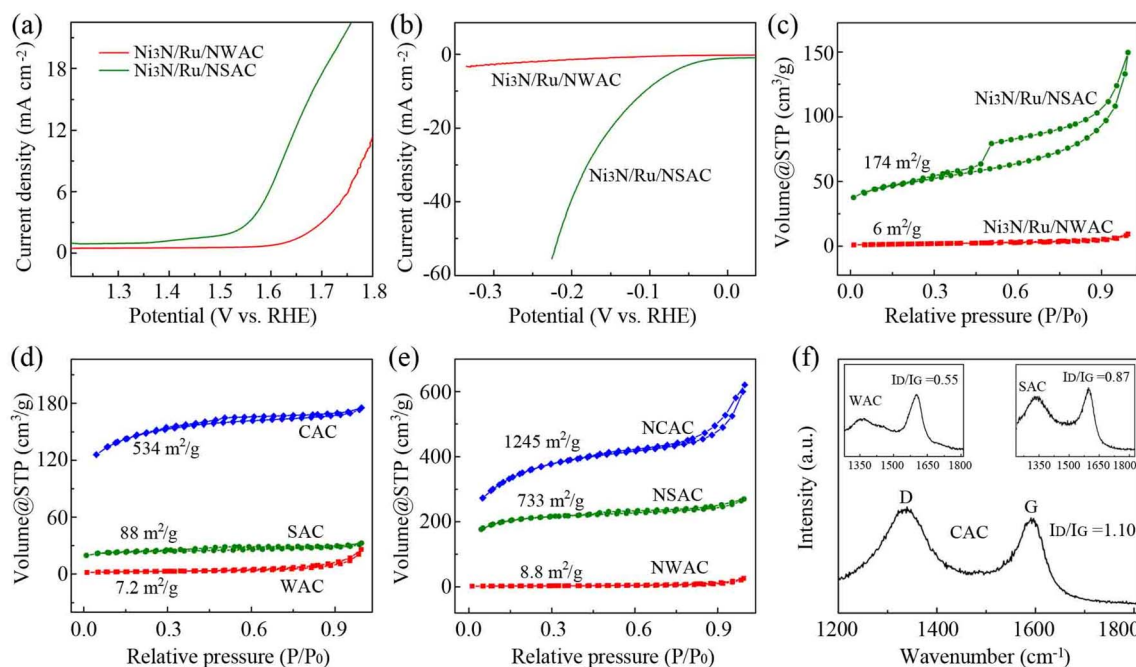 (a)
Current density (mA cm-2)
18
12
6
0
Ni3N/Ru/NWAC
Ni3N/Ru/NSAC
1.3 1.4 1.5 1.6 1.7 1.8
Potential (V vs. RHE)
(b)
Current density (mA cm-2)
0
-20
-40
-60
Ni3N/Ru/NWAC
Ni3N/Ru/NSAC
-0.3 -0.2 -0.1 0.0
Potential (V vs. RHE)
(c)
Volume@STP (cm3/g)
150
100
50
0
Ni3N/Ru/NSAC
174 m2/g
6 m2/g
Ni3N/Ru/NWAC
0.0 0.3 0.6 0.9
Relative pressure (P/P0)
(d)
Volume@STP (cm3/g)
180
120
60
0
534 m2/g
CAC
88 m2/g
SAC
7.2 m2/g
WAC
0.0 0.3 0.6 0.9
Relative pressure (P/P0)
(e)
Volume@STP (cm3/g)
600
400
200
0
1245 m2/g
NCAC
733 m2/g
NSAC
8.8 m2/g
NWAC
0.0 0.3 0.6 0.9
Relative pressure (P/P0)
(f)
Intensity (a.u.)
ID/IG =0.55
WAC
1350 1500 1650 1800
ID/IG =0.87
SAC
1350 1500 1650 1800
D
G
CAC
ID/IG =1.10
1200 1400 1600 1800
Wavenumber (cm-1)